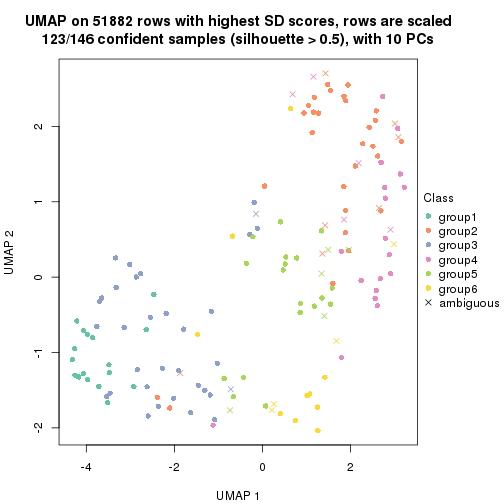 UMAP on 51882 rows with highest SD scores, rows are scaled
123/146 confident samples (silhouette > 0.5), with 10 PCs
UMAP 2
2
1
0
-1
-2
-4
-2
0
2
UMAP 1
Class
group1
group2
group3
group4
group5
group6
ambiguous